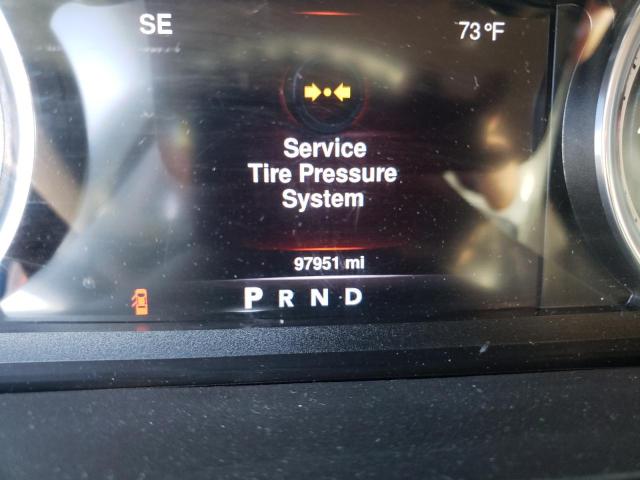 SE 73°F
Service
Tire Pressure
System
97951 mi
P R N D